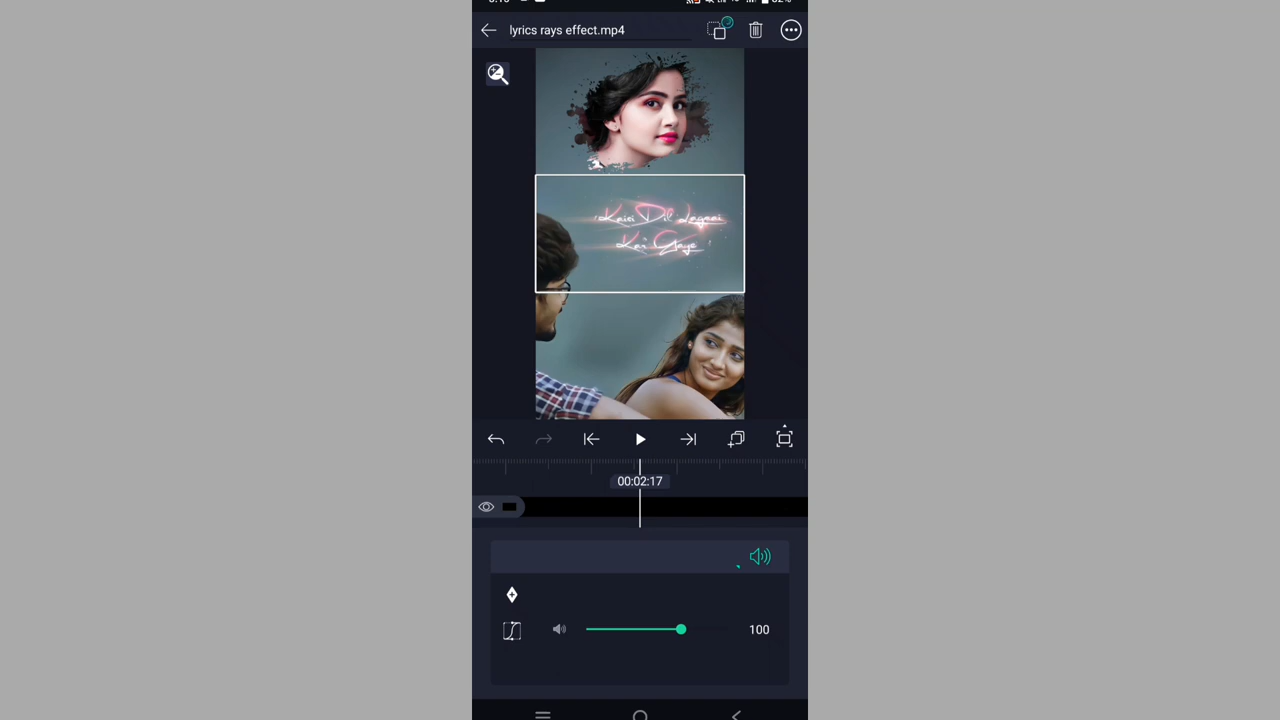 lyrics rays effect.mp4
Kaisi Dil Lagaai
Kar Gaye
00:02:17
100